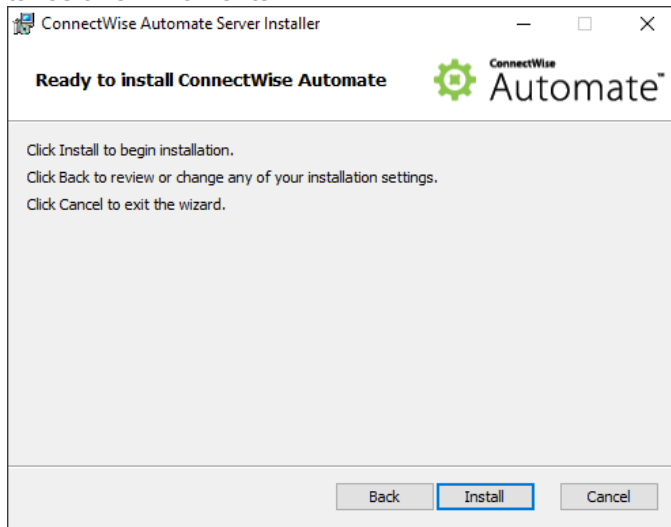 ConnectWise Automate Server Installer
Ready to install ConnectWise Automate
ConnectWise
Automate™
Click Install to begin installation.
Click Back to review or change any of your installation settings.
Click Cancel to exit the wizard.
Back Install Cancel